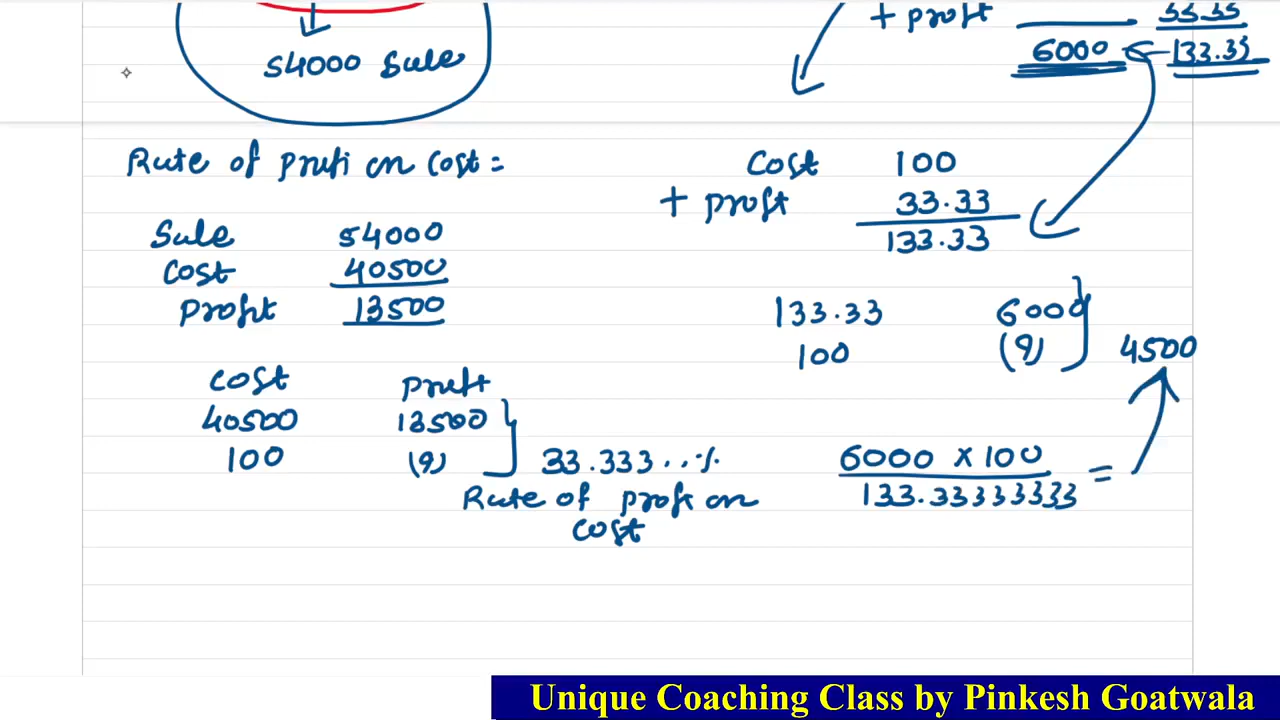 + profit 33.33
54000 Sale
6000 133.33
Rate of profi on cost =
Cost 100
+ profit 33.33
133.33
Sale 54000
Cost 40500
Profit 13500
133.33 6000
100 (?) 4500
Cost profit
40500 13500
100 (?) 33.333..%
Rate of profit on
cost
6000 x 100 =
133.33333333
Unique Coaching Class by Pinkesh Goatwala